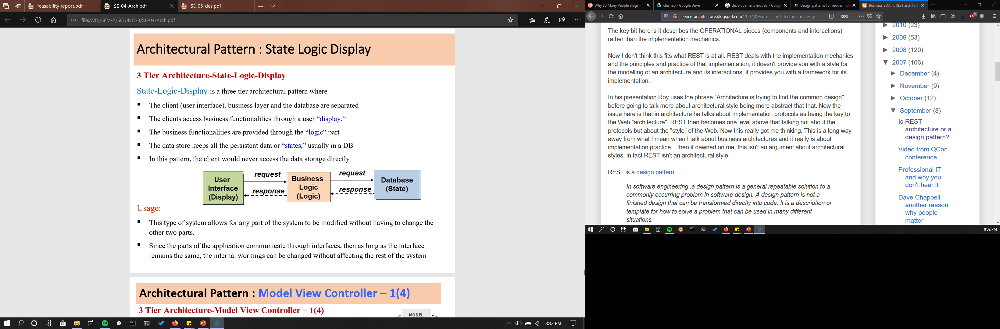 feasability report.pdf
SE-04-Arch.pdf
SE-05-des.pdf
file:///D:/SEM-7/SE/UNIT-3/SE-04-Arch.pdf
Architectural Pattern : State Logic Display
3 Tier Architecture-State-Logic-Display
State-Logic-Display is a three tier architectural pattern where
The client (user interface), business layer and the database are separated
The clients access business functionalities through a user “display.”
The business functionalities are provided through the “logic” part
The data store keeps all the persistent data or “states,” usually in a DB
In this pattern, the client would never access the data storage directly
User
Interface
(Display)
request
response
Business
Logic
(Logic)
request
response
Database
(State)
Usage:
This type of system allows for any part of the system to be modified without having to change the
other two parts.
Since the parts of the application communicate through interfaces, then as long as the interface
remains the same, the internal workings can be changed without affecting the rest of the system
Architectural Pattern : Model View Controller – 1(4)
3 Tier Architecture-Model View Controller – 1(4)
MODEL
8:32 PM
Why So Many People Blog? -
cleaned - Google Drive
developement models - Googl
Design patterns for modern w
Business SOA: Is REST architect
service-architecture.blogspot.com/2007/09/is-rest-architecture-or-design
150%
The key bit here is it describes the OPERATIONAL pieces (components and interactions)
rather than the implementation mechanics.
Now I don't think this fits what REST is at all. REST deals with the implementation mechanics
and the principles and practice of that implementation, it doesn't provide you with a style for
the modelling of an architecture and its interactions, it provides you with a framework for its
implementation.
In his presentation Roy uses the phrase "Architecture is trying to find the common design"
before going to talk more about architectural style being more abstract that that. Now the
issue here is that in architecture he talks about implementation protocols as being the key to
the Web "architecture". REST then becomes one level above that talking not about the
protocols but about the "style" of the Web. Now this really got me thinking. This is a long way
away from what I mean when I talk about business architectures and it really is about
implementation practice... then it dawned on me, this isn't an argument about architectural
styles, in fact REST isn't an architectural style.
REST is a design pattern
In software engineering ,a design pattern is a general repeatable solution to a
commonly occurring problem in software design. A design pattern is not a
finished design that can be transformed directly into code. It is a description or
template for how to solve a problem that can be used in many different
situations.
2010 (23)
2009 (53)
2008 (120)
2007 (106)
December (4)
November (9)
October (12)
September (8)
Is REST
architecture or a
design pattern?
Video from QCon
conference
Professional IT
and why you
don't hear it
Dave Chappell -
another reason
why people
matter
8:32 PM